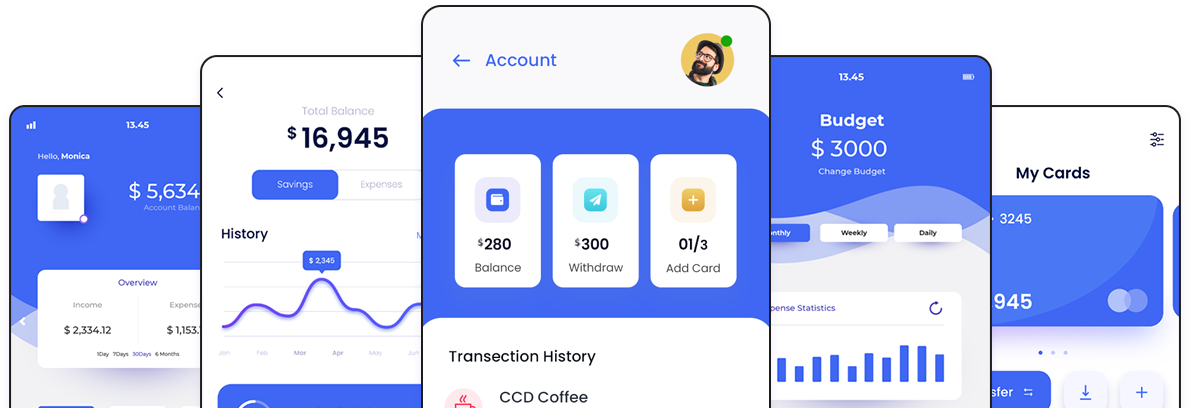 13.45
Hello, Monica
$ 5,634
Account Balan
Overview
Income
Expens
$ 2,334.12
$ 1,153.
1Day 7Days 30Days 6 Months
Total Balance
$ 16,945
Savings
Expenses
History
M
$ 2,345
Jan Feb Mar Apr May Jun
Account
$280
Balance
$300
Withdraw
01/3
Add Card
Transection History
CCD Coffee
13.45
Budget
$ 3000
Change Budget
onthly
Weekly
Daily
pense Statistics
My Cards
3245
945
sfer